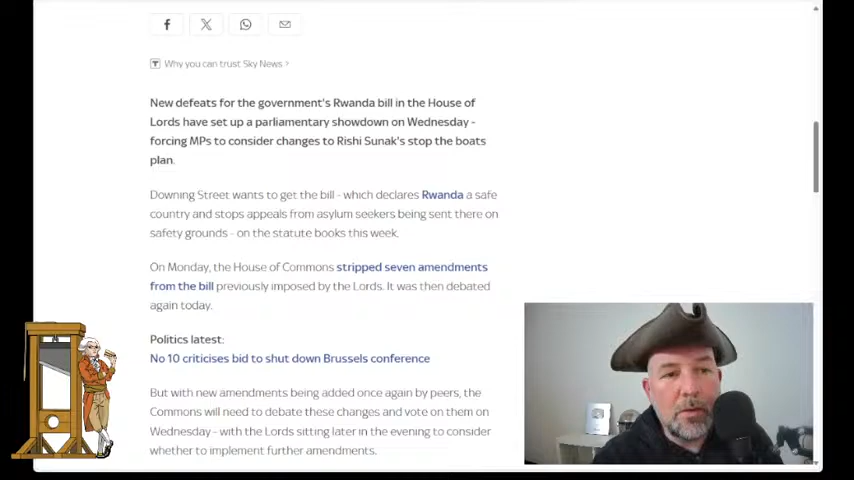 Why you can trust Sky News >
New defeats for the government's Rwanda bill in the House of
Lords have set up a parliamentary showdown on Wednesday -
forcing MPs to consider changes to Rishi Sunak's stop the boats
plan.
Downing Street wants to get the bill - which declares Rwanda a safe
country and stops appeals from asylum seekers being sent there on
safety grounds - on the statute books this week.
On Monday, the House of Commons stripped seven amendments
from the bill previously imposed by the Lords. It was then debated
again today.
Politics latest:
No 10 criticises bid to shut down Brussels conference
But with new amendments being added once again by peers, the
Commons will need to debate these changes and vote on them on
Wednesday - with the Lords sitting later in the evening to consider
whether to implement further amendments.